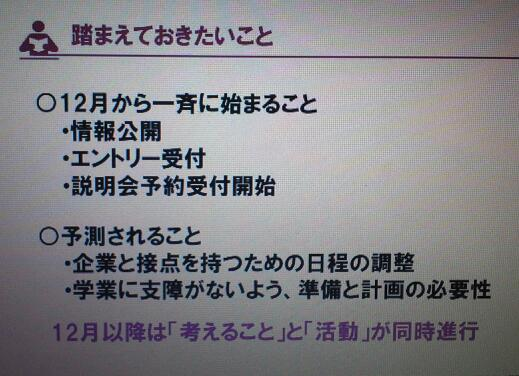 踏まえておきたいこと
○12月から一斉に始まること
・情報公開
・エントリー受付
・説明会予約受付開始
○予測されること
・企業と接点を持つための日程の調整
・学業に支障がないよう、準備と計画の必要性
12月以降は「考えること」と「活動」が同時進行